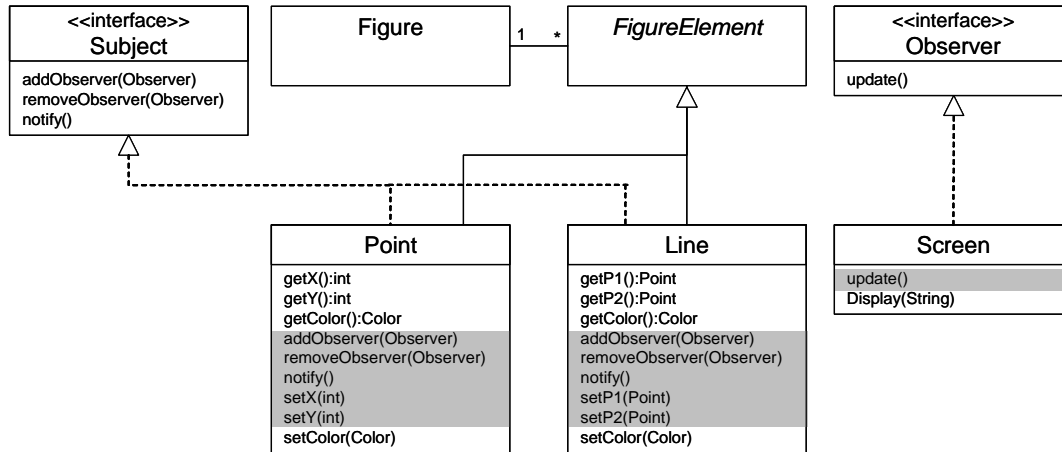 <<interface>>
Subject
addObserver(Observer)
removeObserver(Observer)
notify()
Figure
1
*
FigureElement
<<interface>>
Observer
update()
Point
getX():int
getY():int
getColor():Color
addObserver(Observer)
removeObserver(Observer)
notify()
setX(int)
setY(int)
setColor(Color)
Line
getP1():Point
getP2():Point
getColor():Color
addObserver(Observer)
removeObserver(Observer)
notify()
setP1(Point)
setP2(Point)
setColor(Color)
Screen
update()
Display(String)